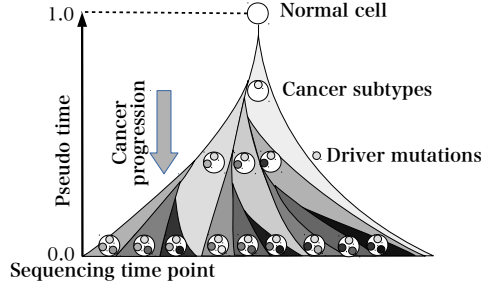 1.0
Normal cell
Cancer subtypes
Cancer
progression
Pseudo time
Driver mutations
0.0
Sequencing time point